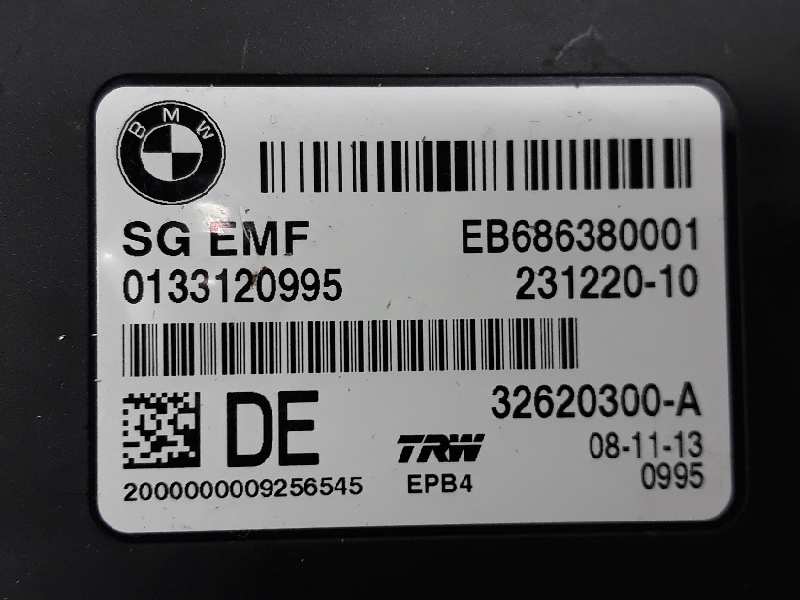 BMW
SG EMF EB686380001
0133120995 231220-10
DE 32620300-A
TRW 08-11-13
2000000009256545 EPB4 0995